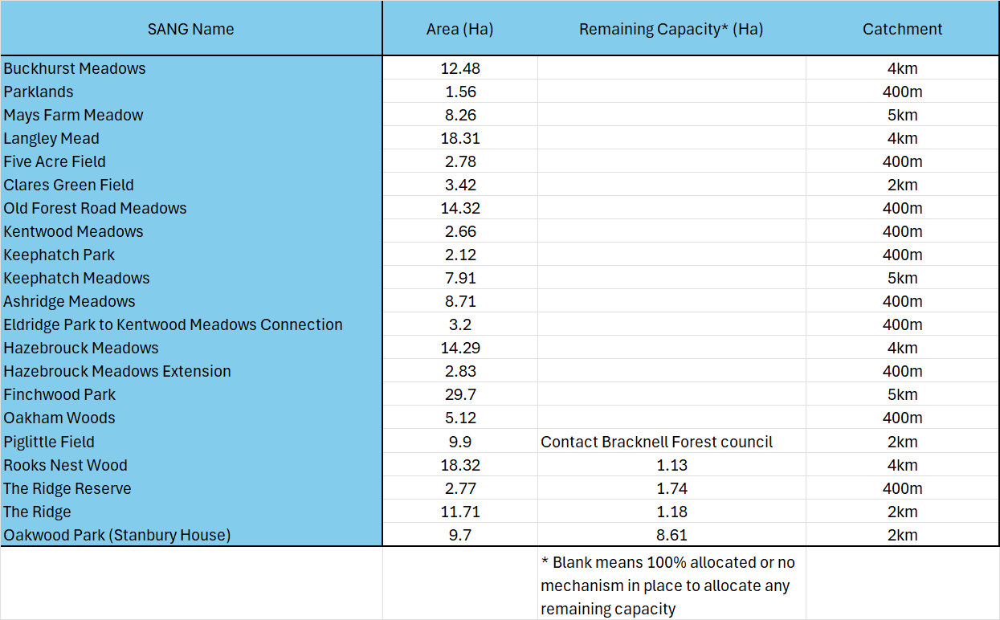 SANG Name Area (Ha) Remaining Capacity* (Ha) Catchment
Buckhurst Meadows 12.48 4km
Parklands 1.56 400m
Mays Farm Meadow 8.26 5km
Langley Mead 18.31 4km
Five Acre Field 2.78 400m
Clares Green Field 3.42 2km
Old Forest Road Meadows 14.32 400m
Kentwood Meadows 2.66 400m
Keephatch Park 2.12 400m
Keephatch Meadows 7.91 5km
Ashridge Meadows 8.71 400m
Eldridge Park to Kentwood Meadows Connection 3.2 400m
Hazebrouck Meadows 14.29 4km
Hazebrouck Meadows Extension 2.83 400m
Finchwood Park 29.7 5km
Oakham Woods 5.12 400m
Piglittle Field 9.9 Contact Bracknell Forest council 2km
Rooks Nest Wood 18.32 1.13 4km
The Ridge Reserve 2.77 1.74 400m
The Ridge 11.71 1.18 2km
Oakwood Park (Stanbury House) 9.7 8.61 2km
* Blank means 100% allocated or no
mechanism in place to allocate any
remaining capacity